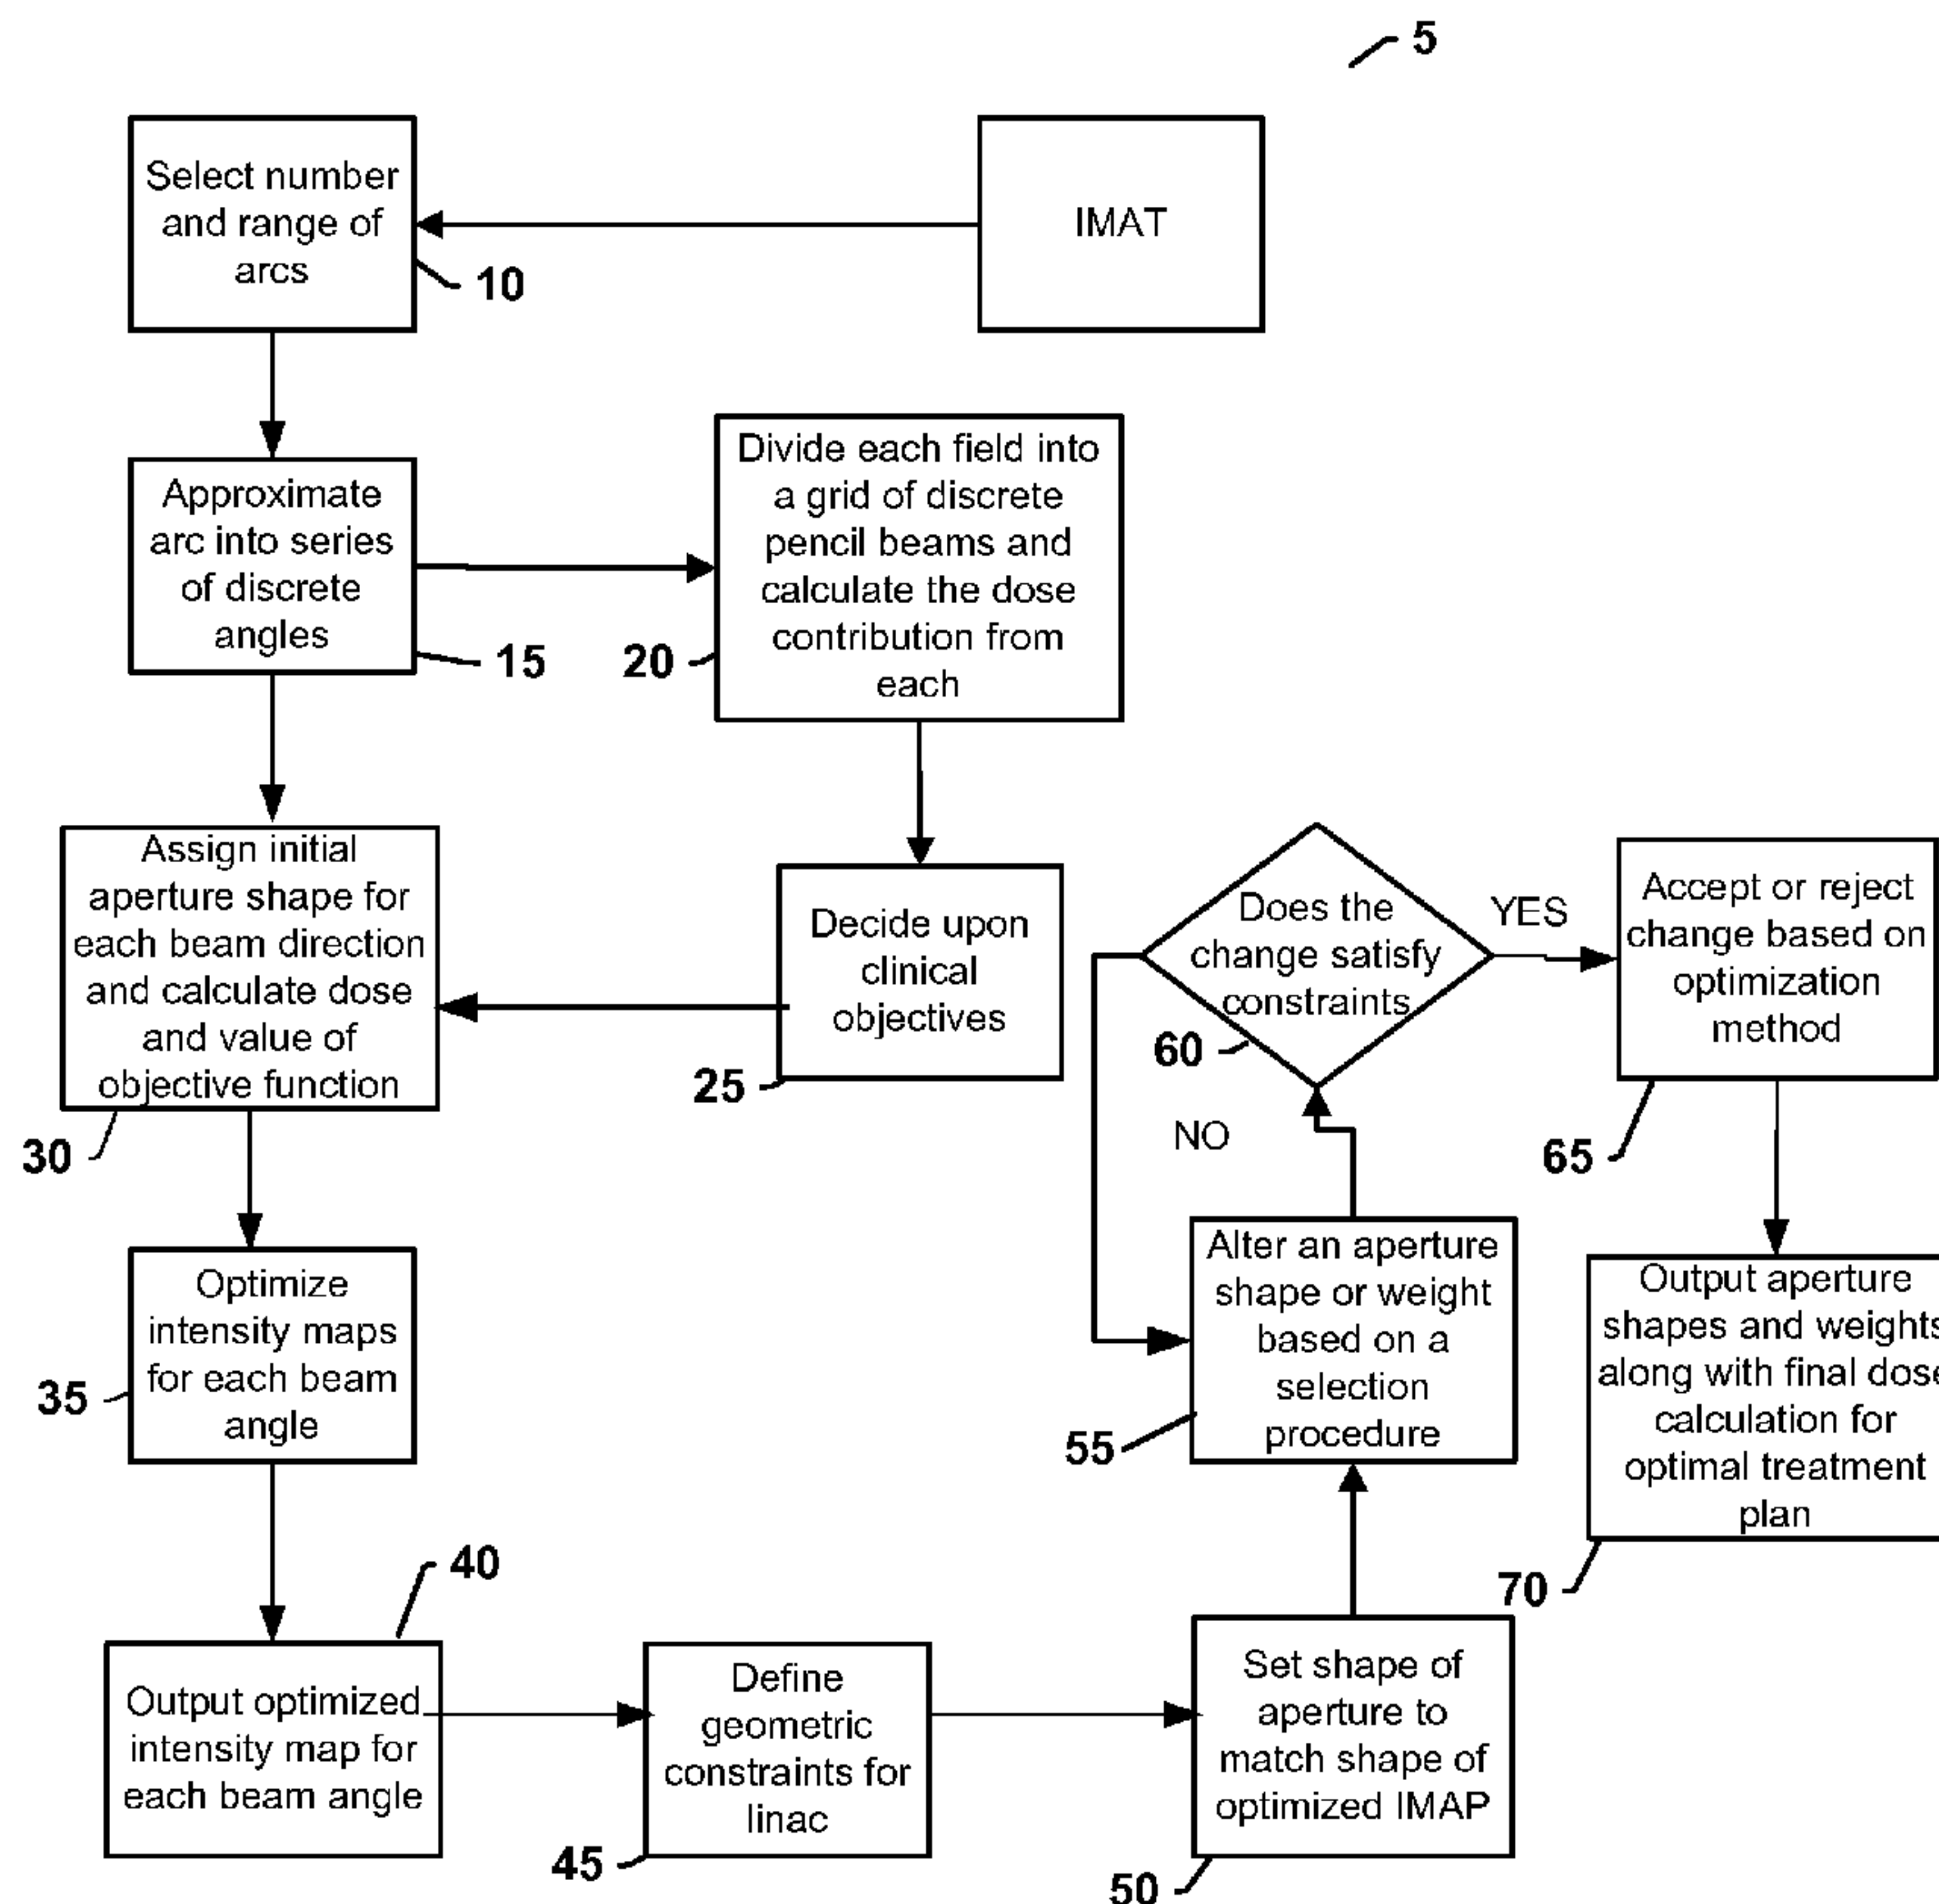 5
Select number
and range of
arcs
10
IMAT
Approximate
arc into series
of discrete
angles
15
Divide each field into
a grid of discrete
pencil beams and
calculate the dose
contribution from
each
20
Decide upon
clinical
objectives
25
Assign initial
aperture shape for
each beam direction
and calculate dose
and value of
objective function
30
Optimize
intensity maps
for each beam
angle
35
Output optimized
intensity map for
each beam angle
40
Define
geometric
constraints for
linac
45
Set shape of
aperture to
match shape of
optimized IMAP
50
Alter an aperture
shape or weight
based on a
selection
procedure
55
Does the
change satisfy
constraints
60
NO
YES
Accept or reject
change based on
optimization
method
65
Output aperture
shapes and weights
along with final dose
calculation for
optimal treatment
plan
70